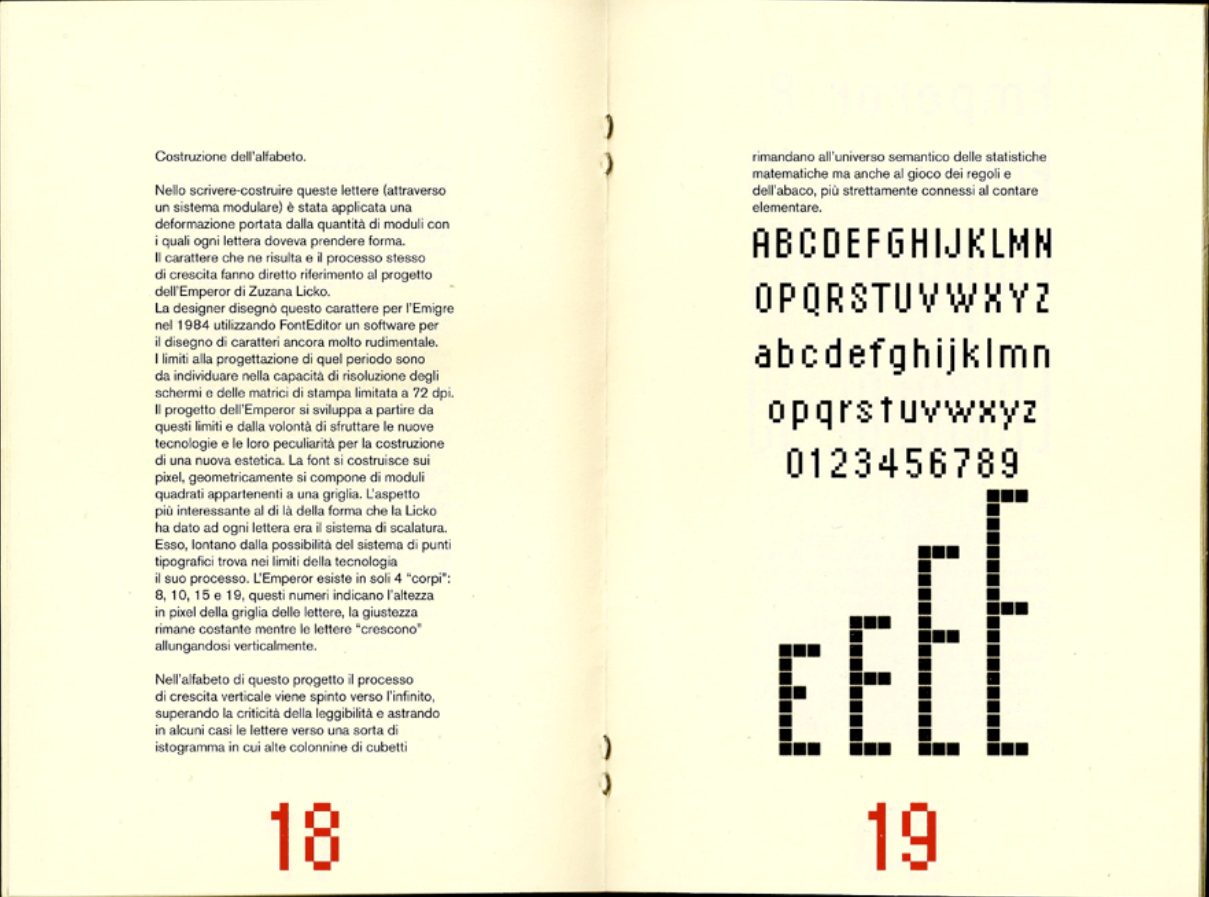 Costruzione dell'alfabeto.
Nello scrivere-costruire queste lettere (attraverso
un sistema modulare) è stata applicata una
deformazione portata dalla quantità di moduli con
i quali ogni lettera doveva prendere forma.
Il carattere che ne risulta e il processo stesso
di crescita fanno diretto riferimento al progetto
dell'Emperor di Zuzana Licko.
La designer disegnò questo carattere per l'Emigre
nel 1984 utilizzando FontEditor un software per
il disegno di caratteri ancora molto rudimentale.
I limiti alla progettazione di quel periodo sono
da individuare nella capacità di risoluzione degli
schermi e delle matrici di stampa limitata a 72 dpi.
Il progetto dell'Emperor si sviluppa a partire da
questi limiti e dalla volontà di sfruttare le nuove
tecnologie e le loro peculiarità per la costruzione
di una nuova estetica. La font si costruisce sui
pixel, geometricamente si compone di moduli
quadrati appartenenti a una griglia. L'aspetto
più interessante al di là della forma che la Licko
ha dato ad ogni lettera era il sistema di scalatura.
Esso, lontano dalla possibilità del sistema di punti
tipografici trova nei limiti della tecnologia
il suo processo. L'Emperor esiste in soli 4 "corpi":
8, 10, 15 e 19, questi numeri indicano l'altezza
in pixel della griglia delle lettere, la giustezza
rimane costante mentre le lettere "crescono"
allungandosi verticalmente.
Nell'alfabeto di questo progetto il processo
di crescita verticale viene spinto verso l'infinito,
superando la criticità della leggibilità e astrando
in alcuni casi le lettere verso una sorta di
istogramma in cui alte colonnine di cubetti
18
rimandano all'universo semantico delle statistiche
matematiche ma anche al gioco dei regoli e
dell'abaco, più strettamente connessi al contare
elementare.
ABCDEFGHIJKLMN
OPQRSTUVWXYZ
abcdefghijklmn
opqrstuvwxyz
0123456789
E E E E
19